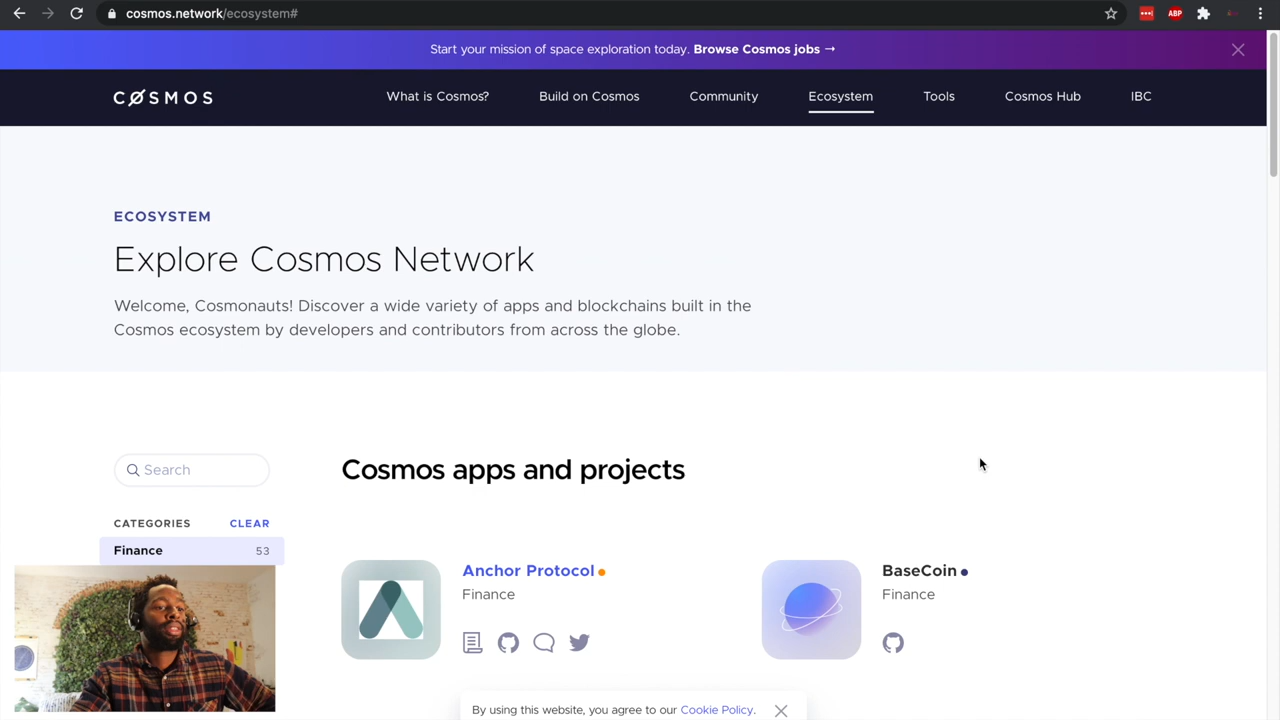 cosmos.network/ecosystem#
Start your mission of space exploration today. Browse Cosmos jobs →
CØSMOS
What is Cosmos?
Build on Cosmos
Community
Ecosystem
Tools
Cosmos Hub
IBC
ECOSYSTEM
Explore Cosmos Network
Welcome, Cosmonauts! Discover a wide variety of apps and blockchains built in the
Cosmos ecosystem by developers and contributors from across the globe.
Search
CATEGORIES CLEAR
Finance 53
Cosmos apps and projects
Anchor Protocol
Finance
BaseCoin
Finance
By using this website, you agree to our Cookie Policy.
ABP